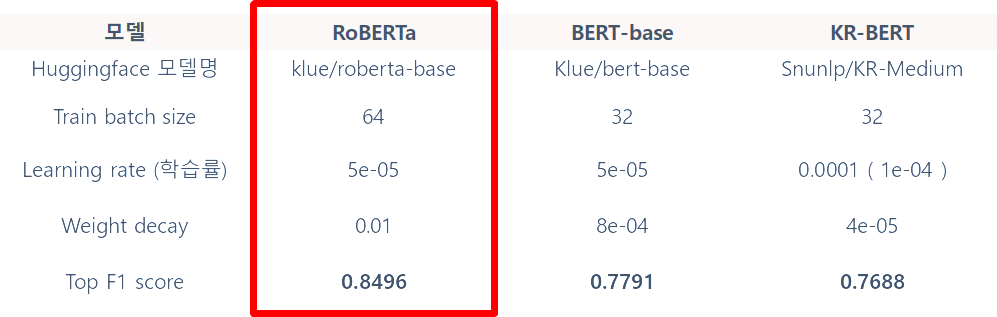 모델 RoBERTa BERT-base KR-BERT
Huggingface 모델명 klue/roberta-base Klue/bert-base Snunlp/KR-Medium
Train batch size 64 32 32
Learning rate (학습률) 5e-05 5e-05 0.0001 ( 1e-04 )
Weight decay 0.01 8e-04 4e-05
Top F1 score 0.8496 0.7791 0.7688